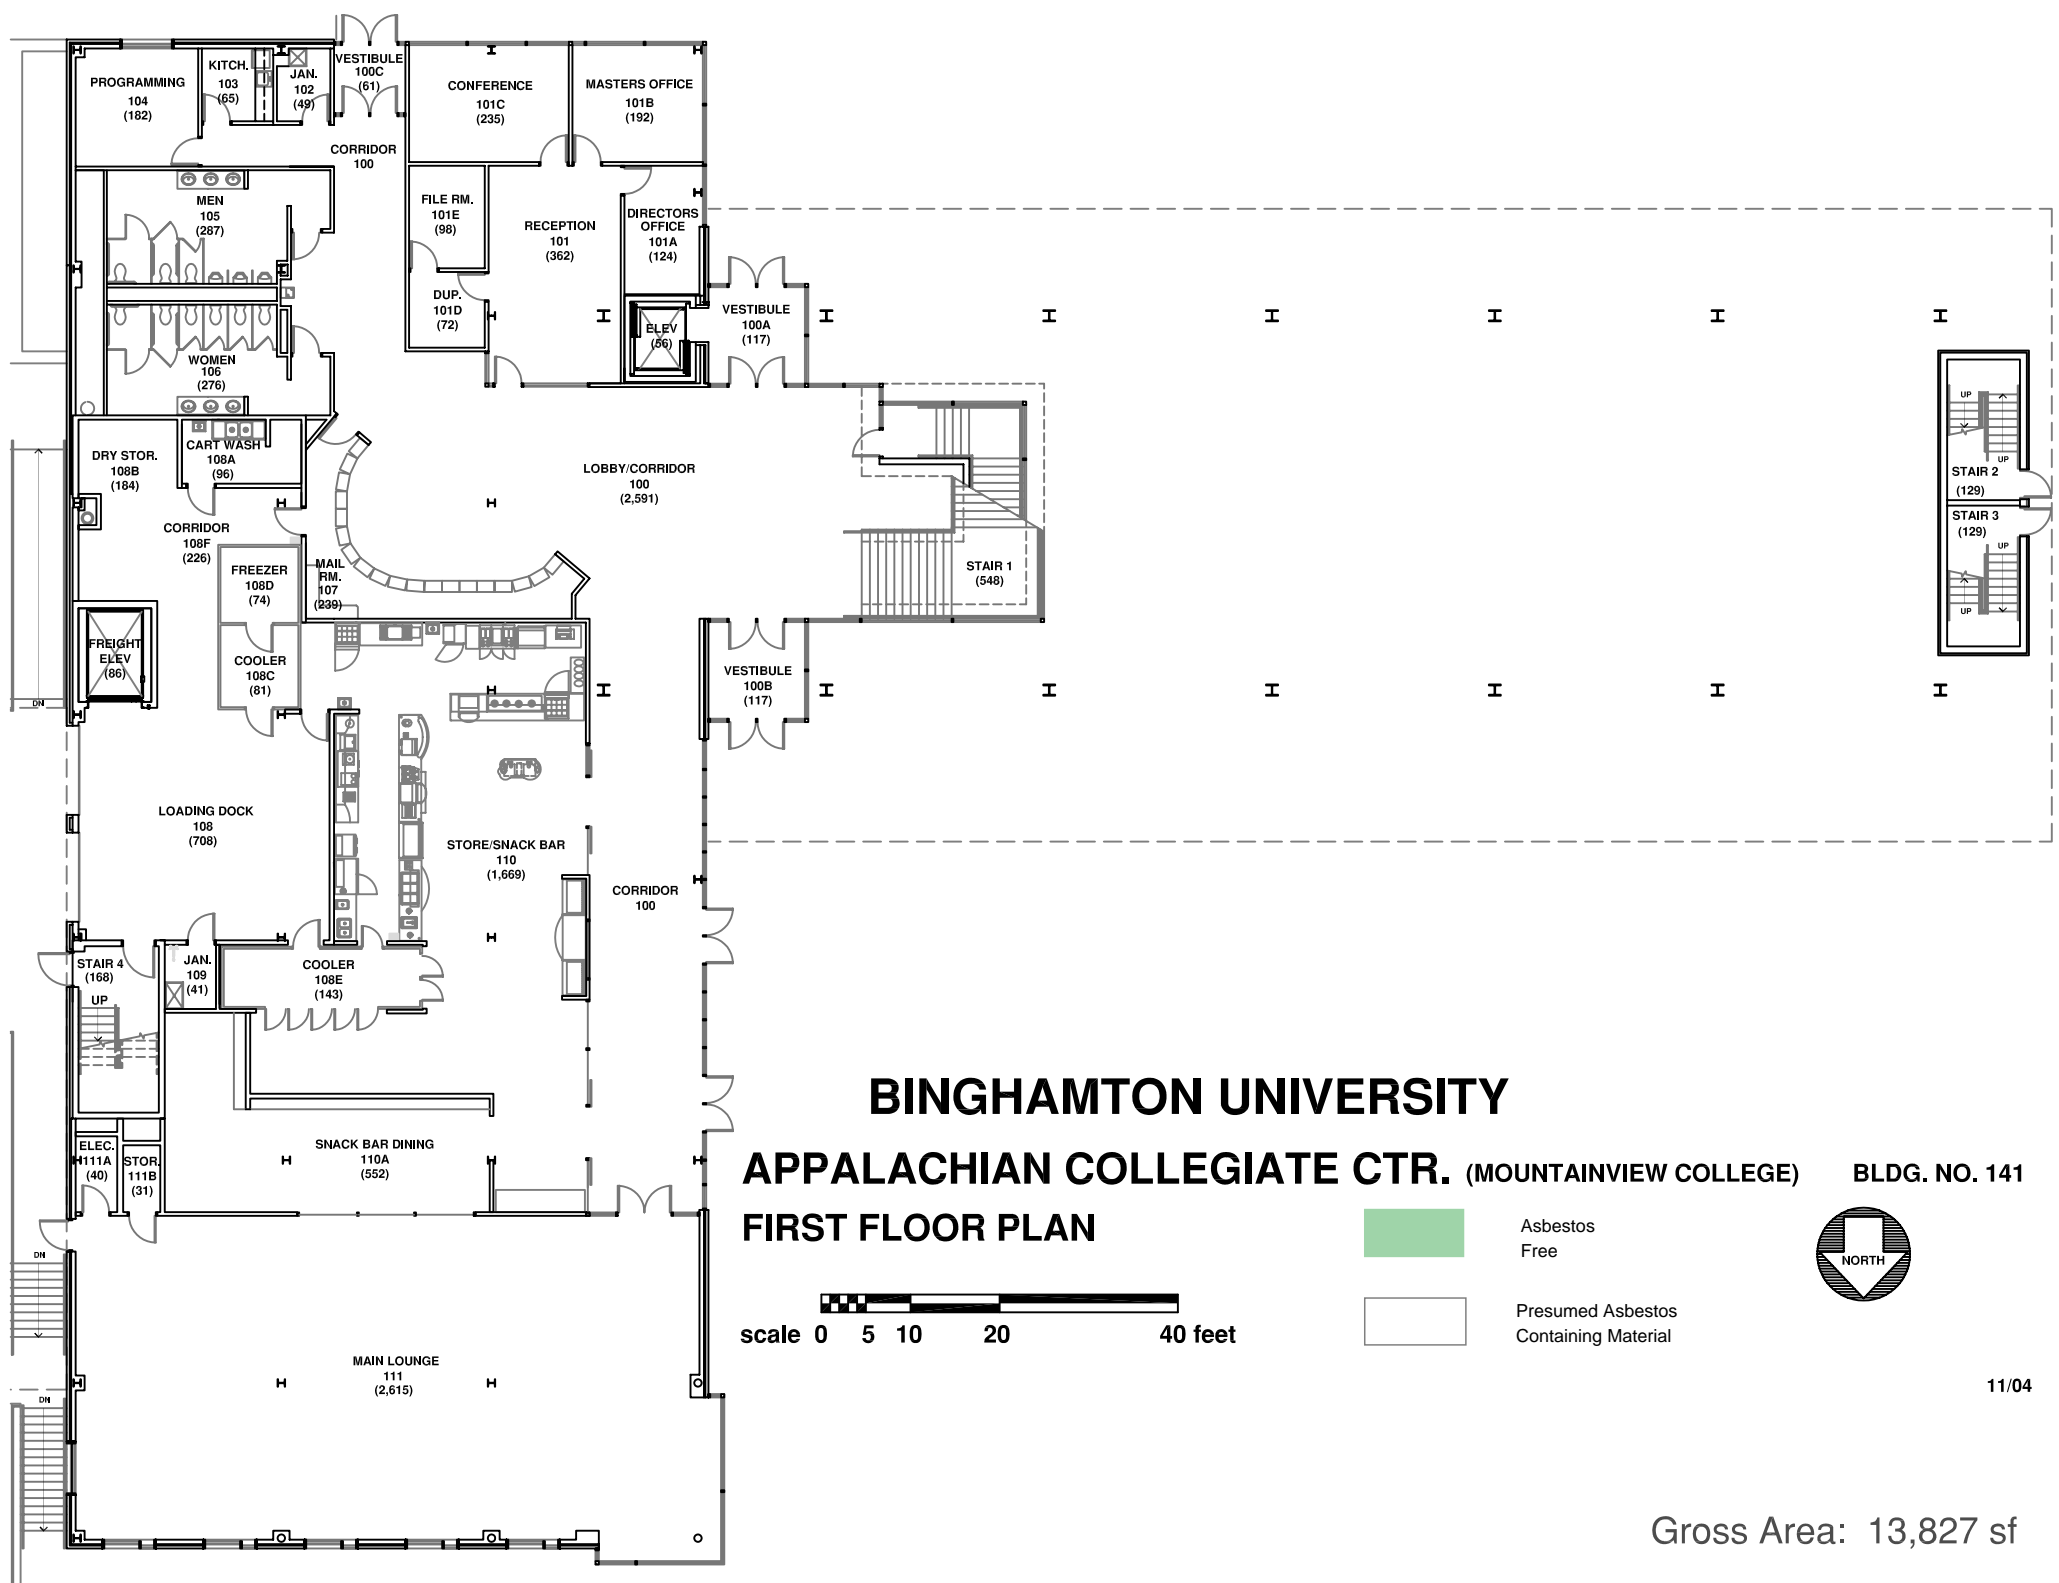 PROGRAMMING
104
(182)
KITCH.
103
(65)
JAN.
102
(49)
VESTIBULE
100C
(61)
CONFERENCE
101C
(235)
MASTERS OFFICE
101B
(192)
CORRIDOR
100
MEN
105
(287)
FILE RM.
101E
(98)
RECEPTION
101
(362)
DIRECTORS
OFFICE
101A
(124)
DUP.
101D
(72)
ELEV
(56)
VESTIBULE
100A
(117)
WOMEN
106
(276)
CART WASH
108A
(96)
DRY STOR.
108B
(184)
LOBBY/CORRIDOR
100
(2,591)
UP
UP
STAIR 2
(129)
STAIR 3
(129)
UP
UP
CORRIDOR
108F
(226)
FREEZER
108D
(74)
MAIL
RM.
107
(239)
STAIR 1
(548)
FREIGHT
ELEV
(86)
COOLER
108C
(81)
VESTIBULE
100B
(117)
DN
LOADING DOCK
108
(708)
STORE/SNACK BAR
110
(1,669)
CORRIDOR
100
STAIR 4
(168)
UP
JAN.
109
(41)
COOLER
108E
(143)
ELEC.
111A
(40)
STOR.
111B
(31)
SNACK BAR DINING
110A
(552)
DN
MAIN LOUNGE
111
(2,615)
DN
BINGHAMTON UNIVERSITY
APPALACHIAN COLLEGIATE CTR. (MOUNTAINVIEW COLLEGE) BLDG. NO. 141
FIRST FLOOR PLAN
Asbestos
Free
NORTH
scale 0 5 10 20 40 feet
Presumed Asbestos
Containing Material
11/04
Gross Area: 13,827 sf